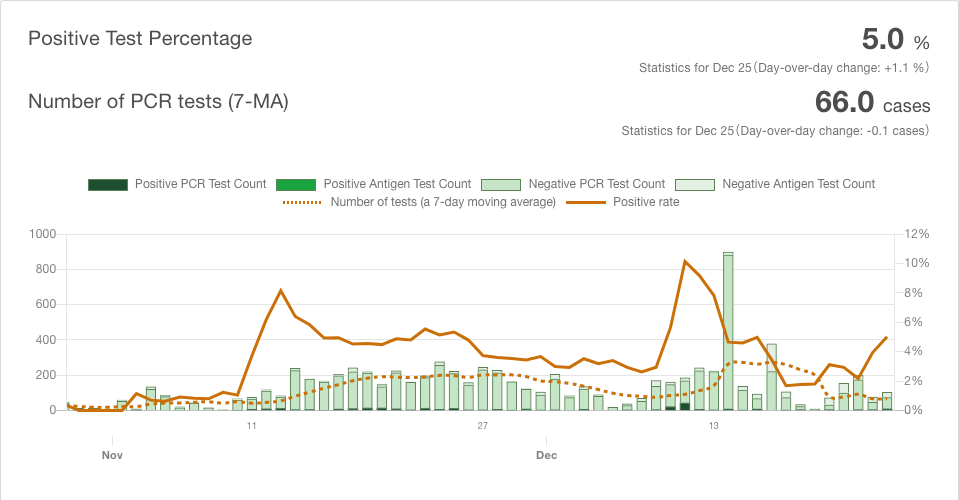 Positive Test Percentage
5.0 %
Statistics for Dec 25(Day-over-day change: +1.1 %)
Number of PCR tests (7-MA)
66.0 cases
Statistics for Dec 25(Day-over-day change: -0.1 cases)
Positive PCR Test Count Positive Antigen Test Count Negative PCR Test Count Negative Antigen Test Count
Number of tests (a 7-day moving average) Positive rate
1000 12%
800 10%
600 8%
400 6%
200 4%
0 2%
0%
11 27 13
Nov Dec